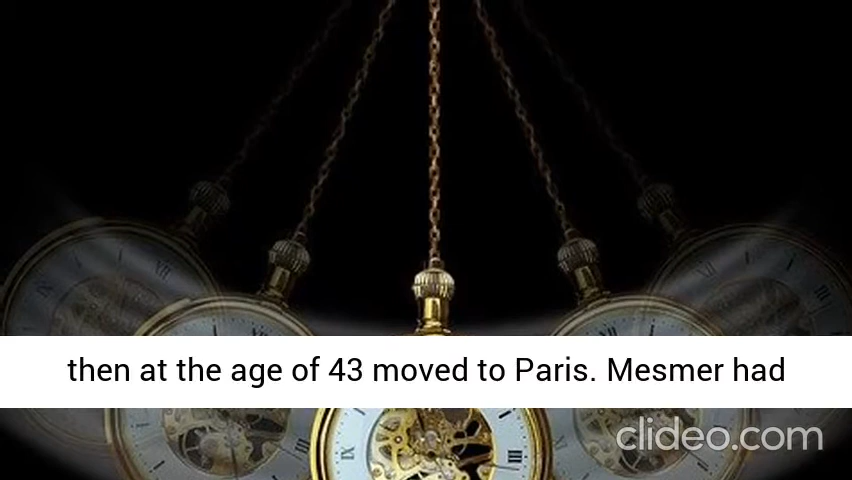 then at the age of 43 moved to Paris. Mesmer had
clideo.com